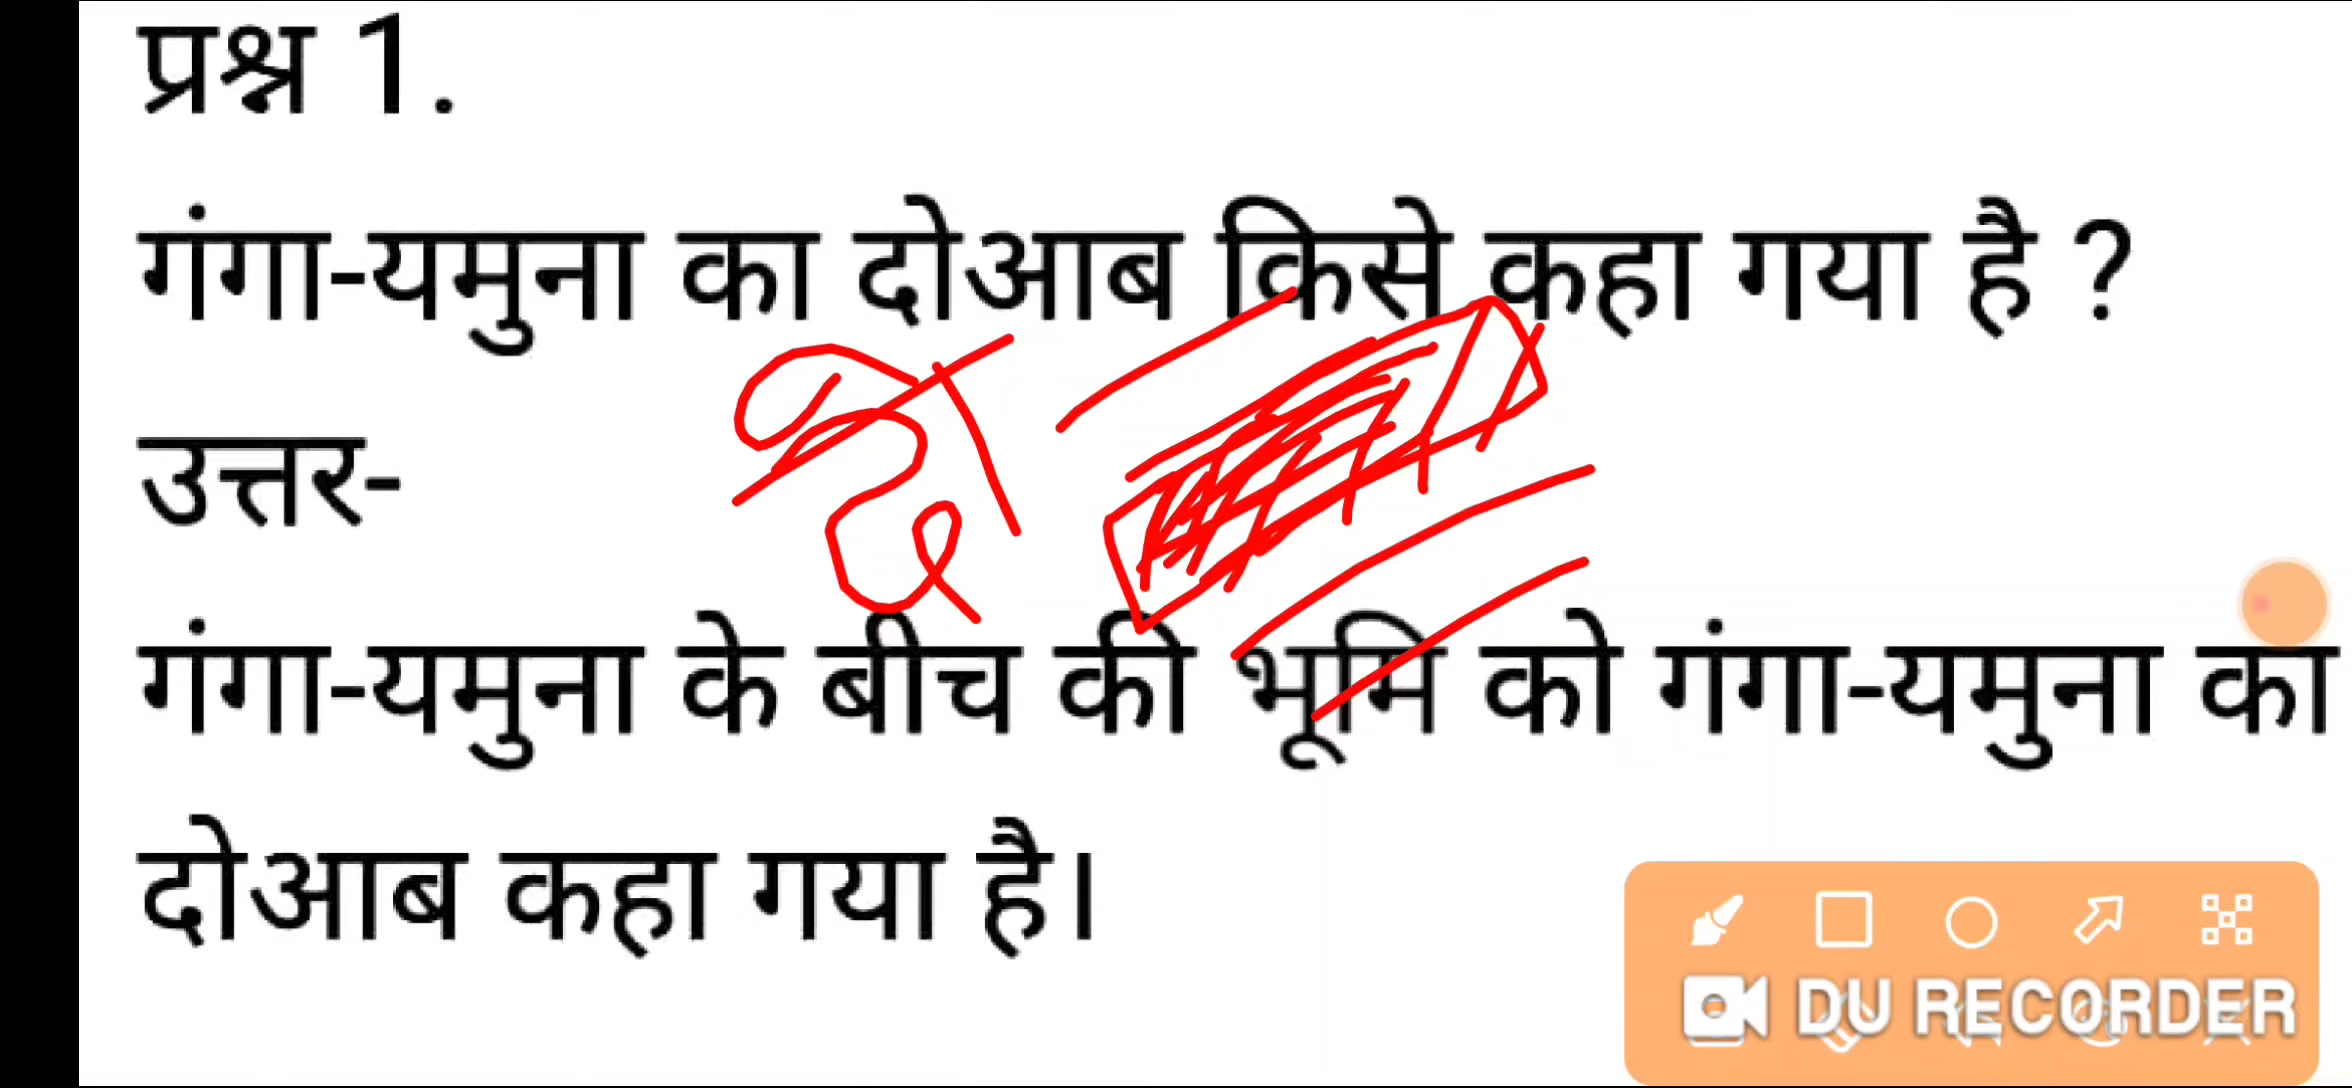 प्रश्न 1.
गंगा-यमुना का दोआब किसे कहा गया है ?
उत्तर-
गंगा-यमुना के बीच की भूमि को गंगा-यमुना का
दोआब कहा गया है।
DU RECORDER